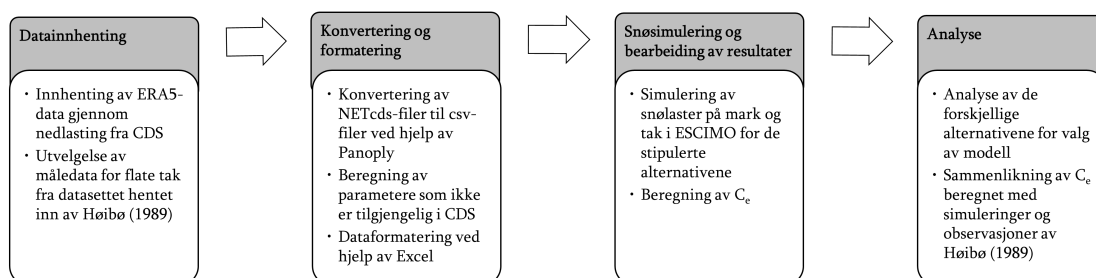 Datainnhenting
• Innhenting av ERA5-
data gjennom
nedlasting fra CDS
• Utvelgelse av
måledata for flate tak
fra datasettet hentet
inn av Høibø (1989)
Konvertering og
formatering
• Konvertering av
NETcds-filer til csv-
filer ved hjelp av
Panoply
• Beregning av
parametere som ikke
er tilgjengelig i CDS
• Dataformatering ved
hjelp av Excel
Snøsimulering og
bearbeiding av resultater
• Simulering av
snølaster på mark og
tak i ESCIMO for de
stipulerte
alternativene
• Beregning av Ce
Analyse
• Analyse av de
forskjellige
alternativene for valg
av modell
• Sammenlikning av Ce
beregnet med
simuleringer og
observasjoner av
Høibø (1989)